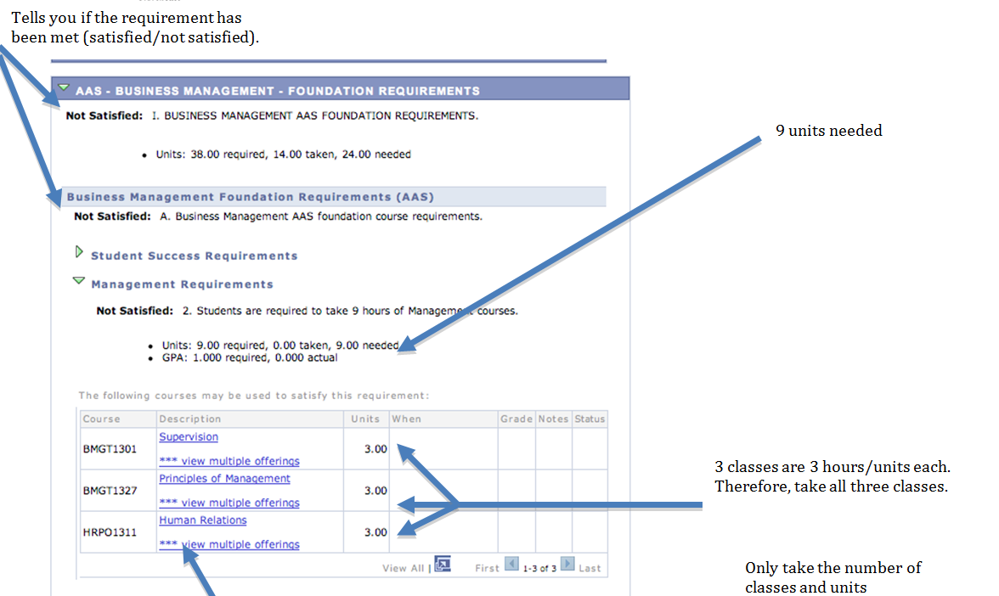 Tells you if the requirement has
been met (satisfied/not satisfied).
AAS - BUSINESS MANAGEMENT - FOUNDATION REQUIREMENTS
Not Satisfied: I. BUSINESS MANAGEMENT AAS FOUNDATION REQUIREMENTS.
9 units needed
• Units: 38.00 required, 14.00 taken, 24.00 needed
Business Management Foundation Requirements (AAS)
Not Satisfied: A. Business Management AAS foundation course requirements.
Student Success Requirements
Management Requirements
Not Satisfied: 2. Students are required to take 9 hours of Management courses.
• Units: 9.00 required, 0.00 taken, 9.00 needed
• GPA: 1.000 required, 0.000 actual
The following courses may be used to satisfy this requirement:
Course Description Units When Grade Notes Status
Supervision
BMGT1301 3.00
*** view multiple offerings
Principles of Management
BMGT1327 3.00
*** view multiple offerings
Human Relations
HRPO1311 3.00
*** view multiple offerings
View All | First 1-3 of 3 Last
3 classes are 3 hours/units each.
Therefore, take all three classes.
Only take the number of
classes and units